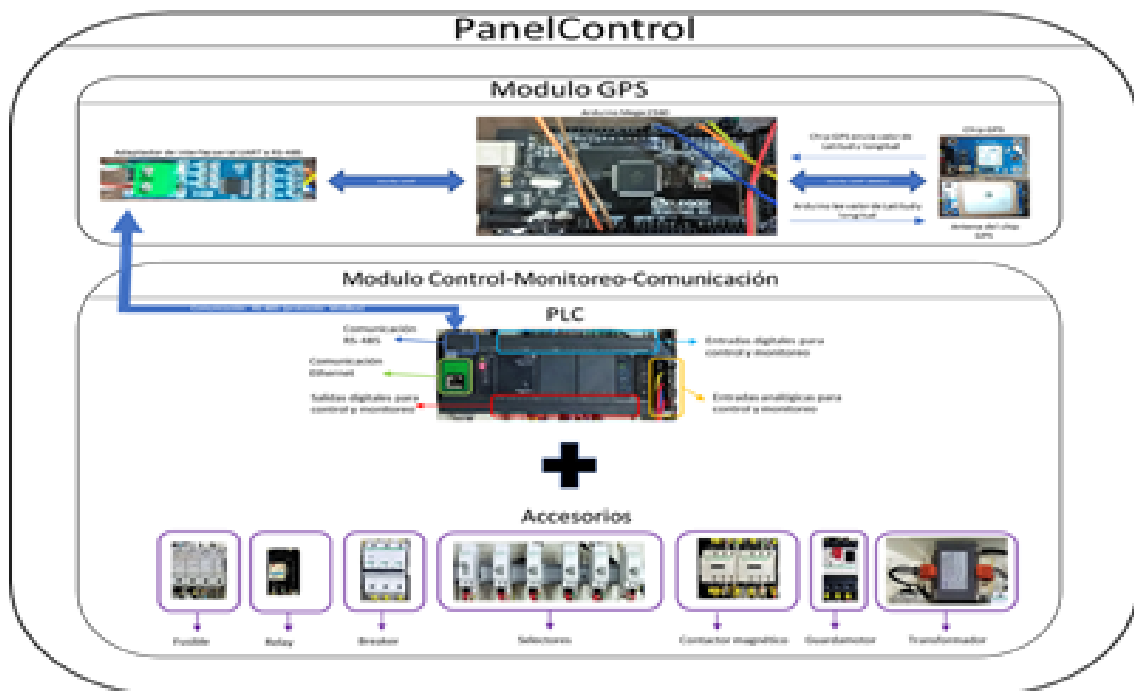 PanelControl
Modulo GPS
Arduino Mega 2560
Adaptador de interfaz serial UART a RS-485
Chip GPS envia valor de
Latitud y longitud
Chip GPS
Arduino lee valor de Latitud y
longitud
Antena del chip
GPS
Modulo Control-Monitoreo-Comunicación
PLC
Comunicación
RS-485
Entradas digitales para
control y monitoreo
Comunicación
Ethernet
Salidas digitales para
control y monitoreo
Entradas analógicas para
control y monitoreo
Accesorios
Fusible
Relay
Breaker
Selectores
Contactor magnético
Guardamotor
Transformador